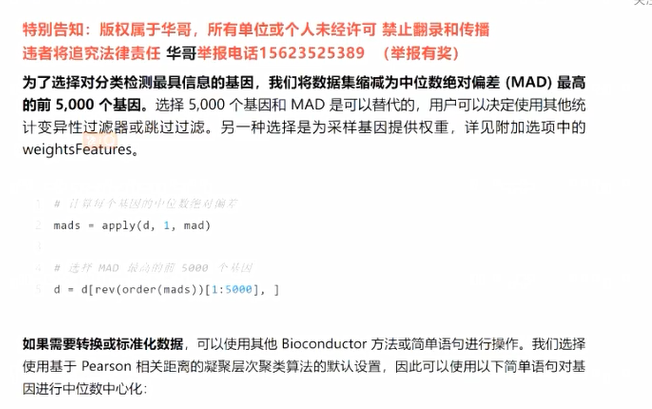 特别告知：版权属于华哥，所有单位或个人未经许可 禁止翻录和传播
违者将追究法律责任 华哥举报电话15623525389 （举报有奖）
为了选择对分类检测最具信息的基因，我们将数据集缩减为中位数绝对偏差 (MAD) 最高
的前 5,000 个基因。选择 5,000 个基因和 MAD 是可以替代的，用户可以决定使用其他统
计变异性过滤器或跳过过滤。另一种选择是为采样基因提供权重，详见附加选项中的
weightsFeatures。
1 # 计算每个基因的中位数绝对偏差
2 mads = apply(d, 1, mad)
3
4 # 选择 MAD 最高的前 5000 个基因
5 d = d[rev(order(mads))[1:5000], ]
如果需要转换或标准化数据，可以使用其他 Bioconductor 方法或简单语句进行操作。我们选择
使用基于 Pearson 相关距离的凝聚层次聚类算法的默认设置，因此可以使用以下简单语句对基
因进行中位数中心化：